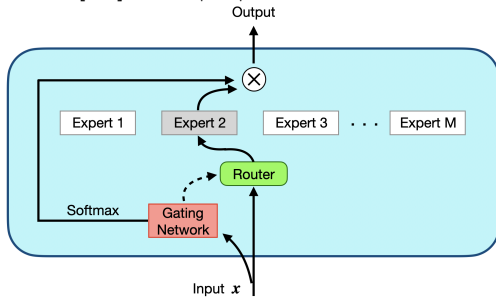 Output
Expert 1
Expert 2
Expert 3
. . .
Expert M
Router
Softmax
Gating
Network
Input x